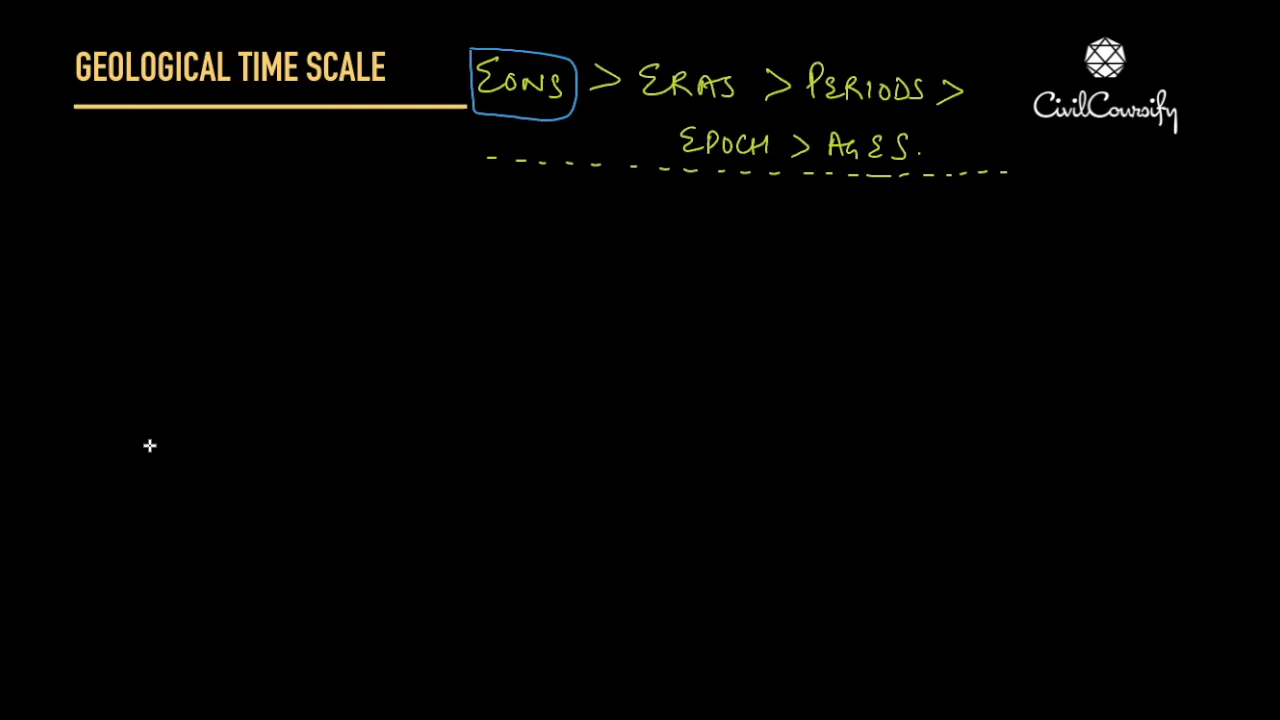 GEOLOGICAL TIME SCALE
EONS > ERAS > PERIODS >
EPOCH > AGES.
CivilCoursify